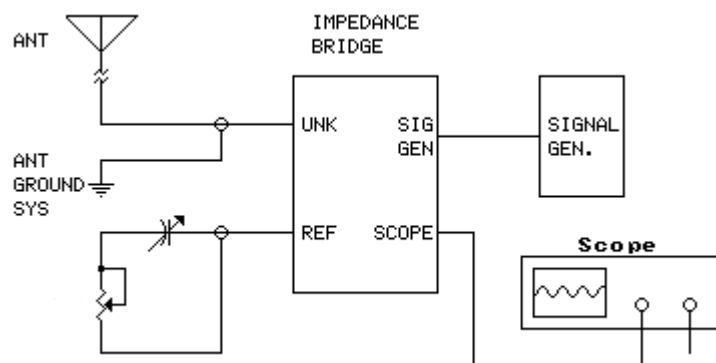 ANT
IMPEDANCE
BRIDGE
UNK
SIG
GEN
SIGNAL
GEN.
ANT
GROUND
SYS
REF
SCOPE
Scope